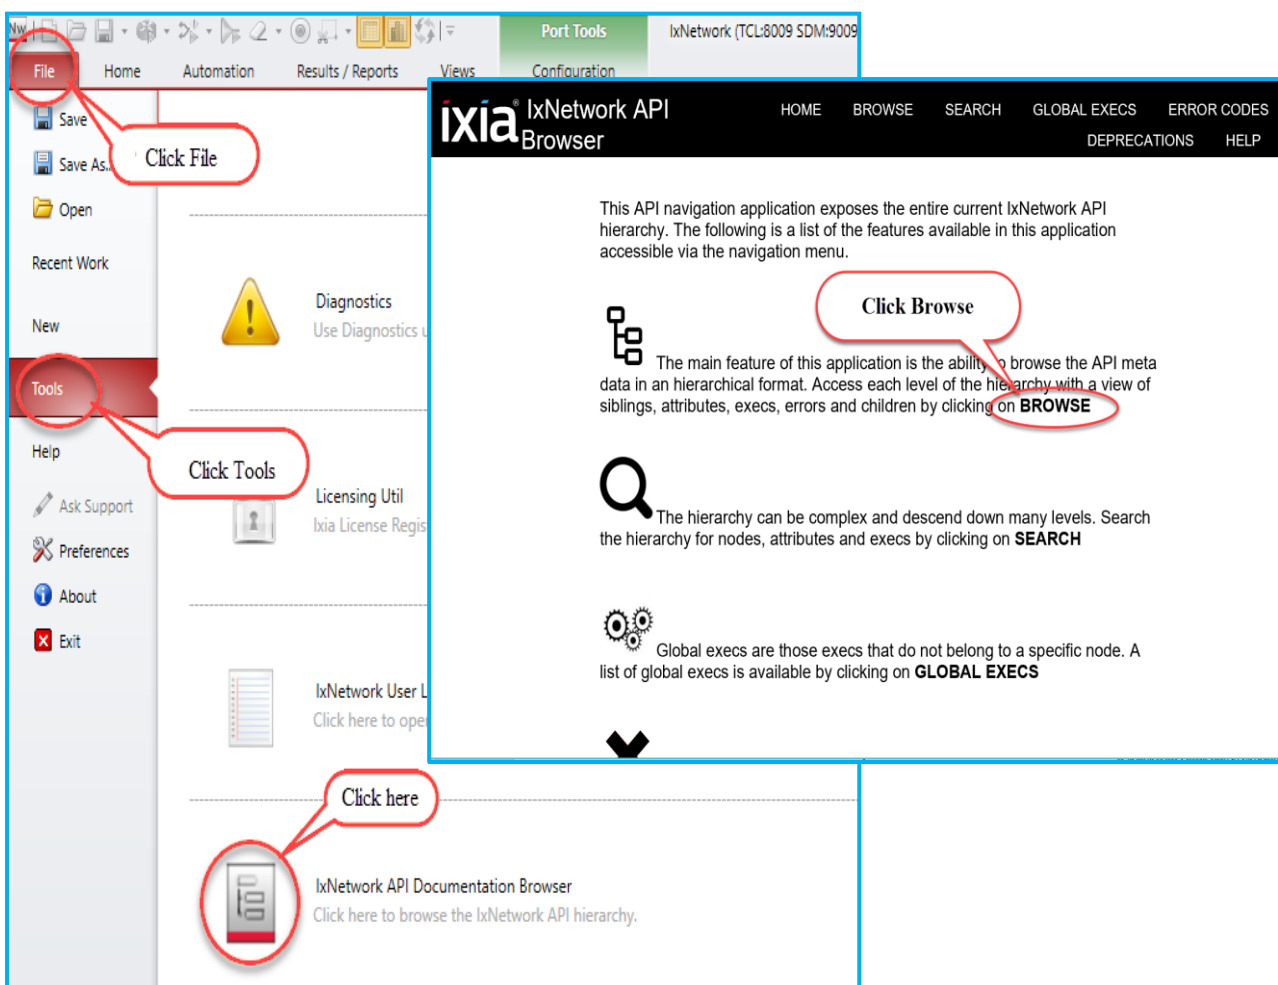 Nw
Port Tools
IxNetwork (TCL:8009 SDM:9009
File
Home
Automation
Results / Reports
Views
Configuration
Save
Save As...
Open
Recent Work
New
Tools
Help
Ask Support
Preferences
About
Exit
Click File
Click Tools
Diagnostics
Use Diagnostics u
Licensing Util
Ixia License Regis
IxNetwork User L
Click here to ope
Click here
IxNetwork API Documentation Browser
Click here to browse the IxNetwork API hierarchy.
ixia® IxNetwork API
Browser
HOME
BROWSE
SEARCH
GLOBAL EXECS
ERROR CODES
DEPRECATIONS
HELP
This API navigation application exposes the entire current IxNetwork API
hierarchy. The following is a list of the features available in this application
accessible via the navigation menu.
Click Browse
The main feature of this application is the ability to browse the API meta
data in an hierarchical format. Access each level of the hierarchy with a view of
siblings, attributes, execs, errors and children by clicking on BROWSE
The hierarchy can be complex and descend down many levels. Search
the hierarchy for nodes, attributes and execs by clicking on SEARCH
Global execs are those execs that do not belong to a specific node. A
list of global execs is available by clicking on GLOBAL EXECS